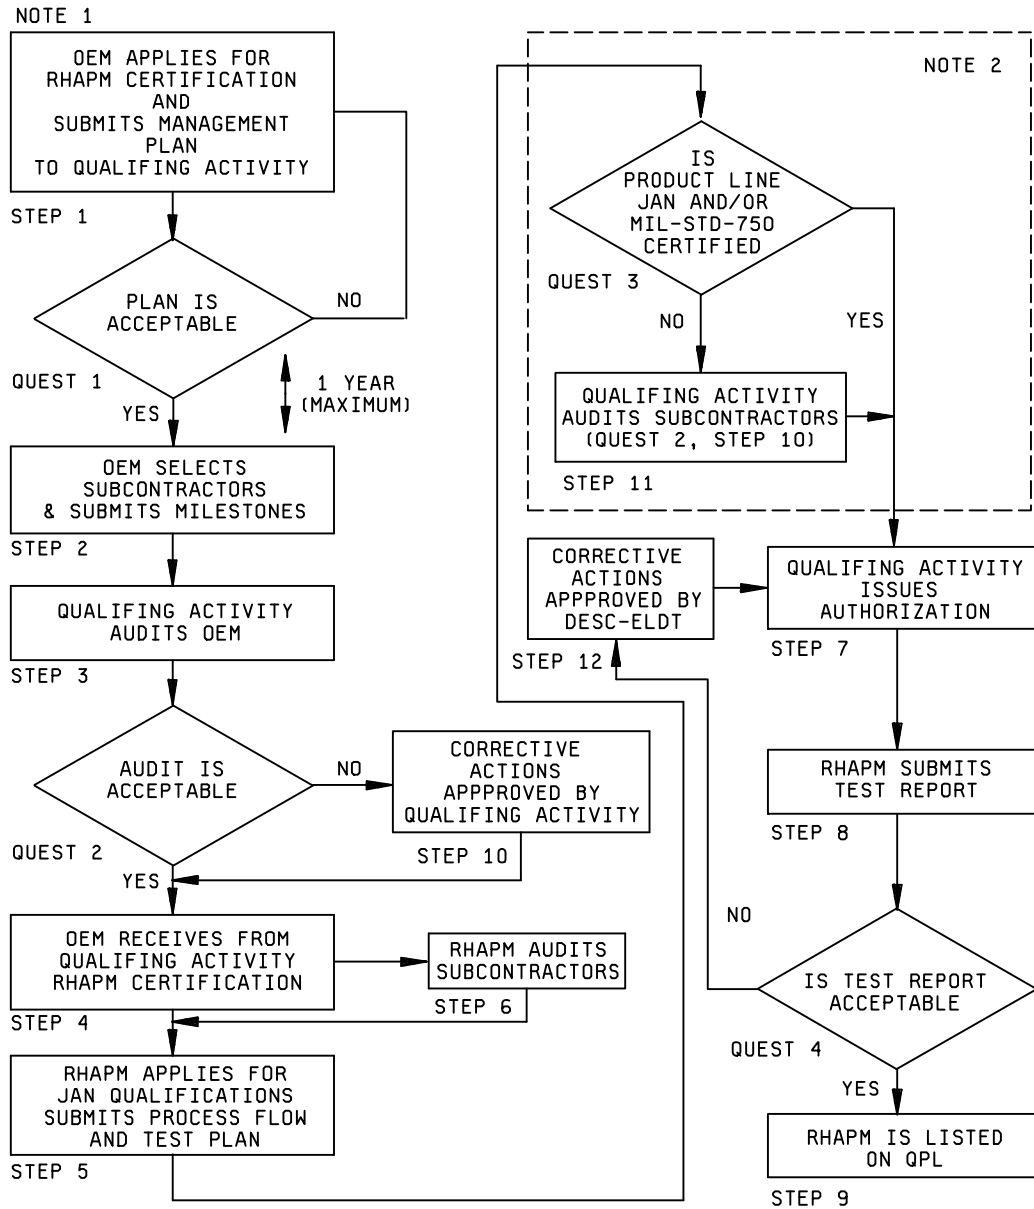 NOTE 1
OEM APPLIES FOR
RHAPM CERTIFICATION
AND
SUBMITS MANAGEMENT
PLAN
TO QUALIFING ACTIVITY
STEP 1
PLAN IS
ACCEPTABLE
NO
QUEST 1
YES
1 YEAR
(MAXIMUM)
OEM SELECTS
SUBCONTRACTORS
& SUBMITS MILESTONES
STEP 2
QUALIFING ACTIVITY
AUDITS OEM
STEP 3
AUDIT IS
ACCEPTABLE
NO
QUEST 2
YES
CORRECTIVE
ACTIONS
APPPROVED BY
QUALIFING ACTIVITY
STEP 10
OEM RECEIVES FROM
QUALIFING ACTIVITY
RHAPM CERTIFICATION
STEP 4
RHAPM AUDITS
SUBCONTRACTORS
STEP 6
RHAPM APPLIES FOR
JAN QUALIFICATIONS
SUBMITS PROCESS FLOW
AND TEST PLAN
STEP 5
NOTE 2
IS
PRODUCT LINE
JAN AND/OR
MIL-STD-750
CERTIFIED
QUEST 3
NO
YES
QUALIFING ACTIVITY
AUDITS SUBCONTRACTORS
(QUEST 2, STEP 10)
STEP 11
CORRECTIVE
ACTIONS
APPPROVED BY
DESC-ELDT
STEP 12
QUALIFING ACTIVITY
ISSUES
AUTHORIZATION
STEP 7
RHAPM SUBMITS
TEST REPORT
STEP 8
NO
IS TEST REPORT
ACCEPTABLE
QUEST 4
YES
RHAPM IS LISTED
ON QPL
STEP 9